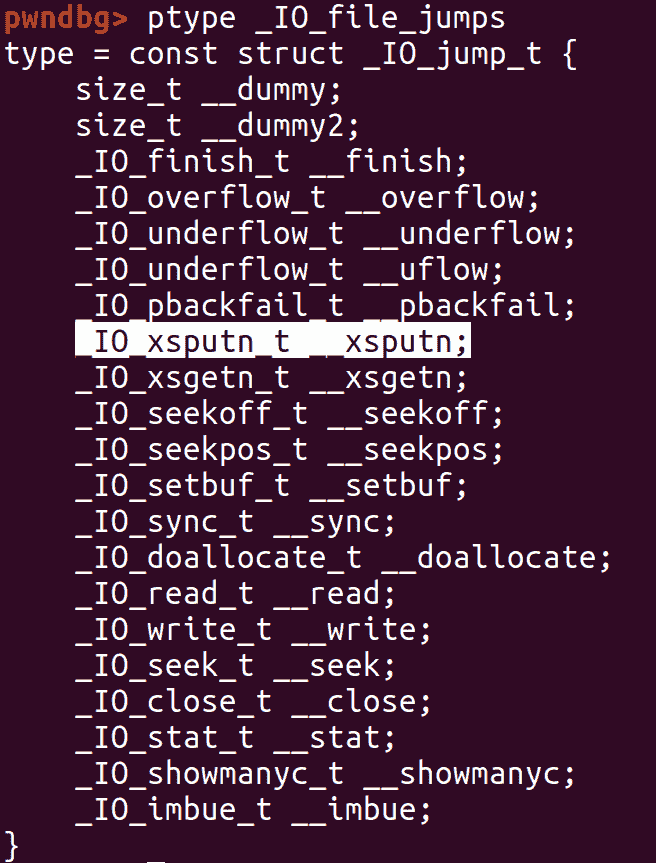 pwndbg> ptype _IO_file_jumps
type = const struct _IO_jump_t {
    size_t __dummy;
    size_t __dummy2;
    _IO_finish_t __finish;
    _IO_overflow_t __overflow;
    _IO_underflow_t __underflow;
    _IO_underflow_t __uflow;
    _IO_pbackfail_t __pbackfail;
    _IO_xsputn_t __xsputn;
    _IO_xsgetn_t __xsgetn;
    _IO_seekoff_t __seekoff;
    _IO_seekpos_t __seekpos;
    _IO_setbuf_t __setbuf;
    _IO_sync_t __sync;
    _IO_doallocate_t __doallocate;
    _IO_read_t __read;
    _IO_write_t __write;
    _IO_seek_t __seek;
    _IO_close_t __close;
    _IO_stat_t __stat;
    _IO_showmanyc_t __showmanyc;
    _IO_imbue_t __imbue;
}